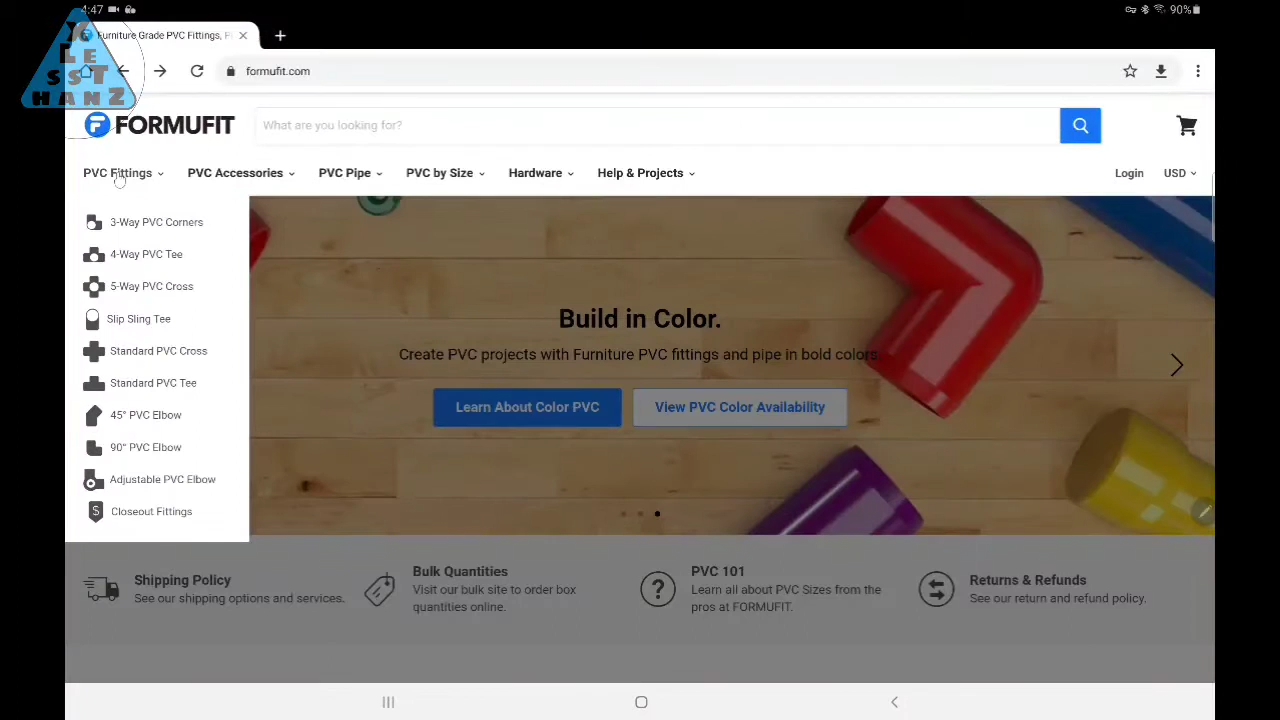 4:47
90%
X
LE
SST
HANZ
Furniture Grade PVC Fittings,
formufit.com
FORMUFIT
What are you looking for?
PVC Fittings
PVC Accessories
PVC Pipe
PVC by Size
Hardware
Help & Projects
Login
USD
3-Way PVC Corners
4-Way PVC Tee
5-Way PVC Cross
Slip Sling Tee
Standard PVC Cross
Standard PVC Tee
45° PVC Elbow
90° PVC Elbow
Adjustable PVC Elbow
Closeout Fittings
Build in Color.
Create PVC projects with Furniture PVC fittings and pipe in bold colors
Learn About Color PVC
View PVC Color Availability
Shipping Policy
See our shipping options and services.
Bulk Quantities
Visit our bulk site to order box
quantities online.
PVC 101
Learn all about PVC Sizes from the
pros at FORMUFIT.
Returns & Refunds
See our return and refund policy.